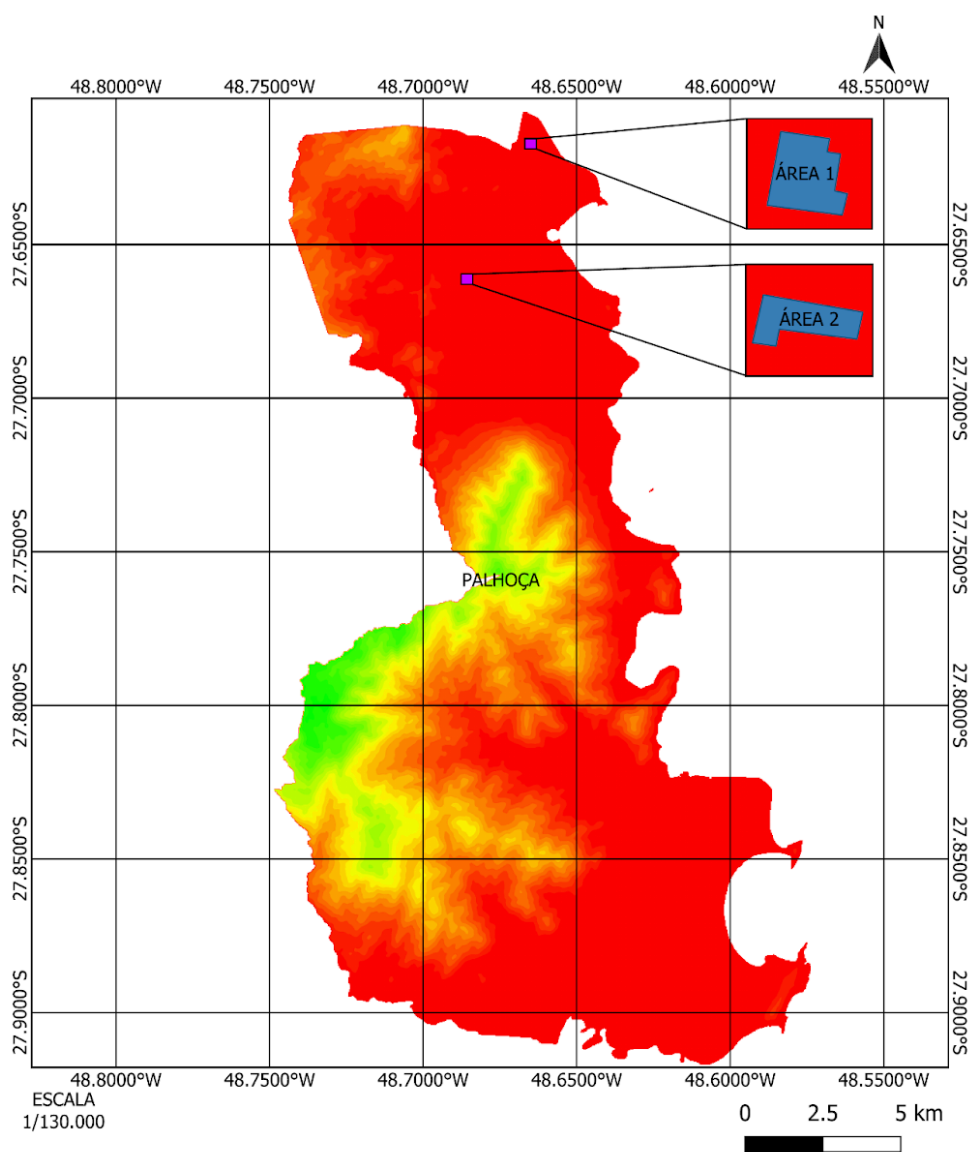 N
48.8000°W 48.7500°W 48.7000°W 48.6500°W 48.6000°W 48.5500°W
ÁREA 1
27.6500°S 27.6500°S
ÁREA 2
27.7000°S 27.7000°S
27.7500°S 27.7500°S
PALHOÇA
27.8000°S 27.8000°S
27.8500°S 27.8500°S
27.9000°S 27.9000°S
48.8000°W 48.7500°W 48.7000°W 48.6500°W 48.6000°W 48.5500°W
ESCALA
1/130.000
0 2.5 5 km